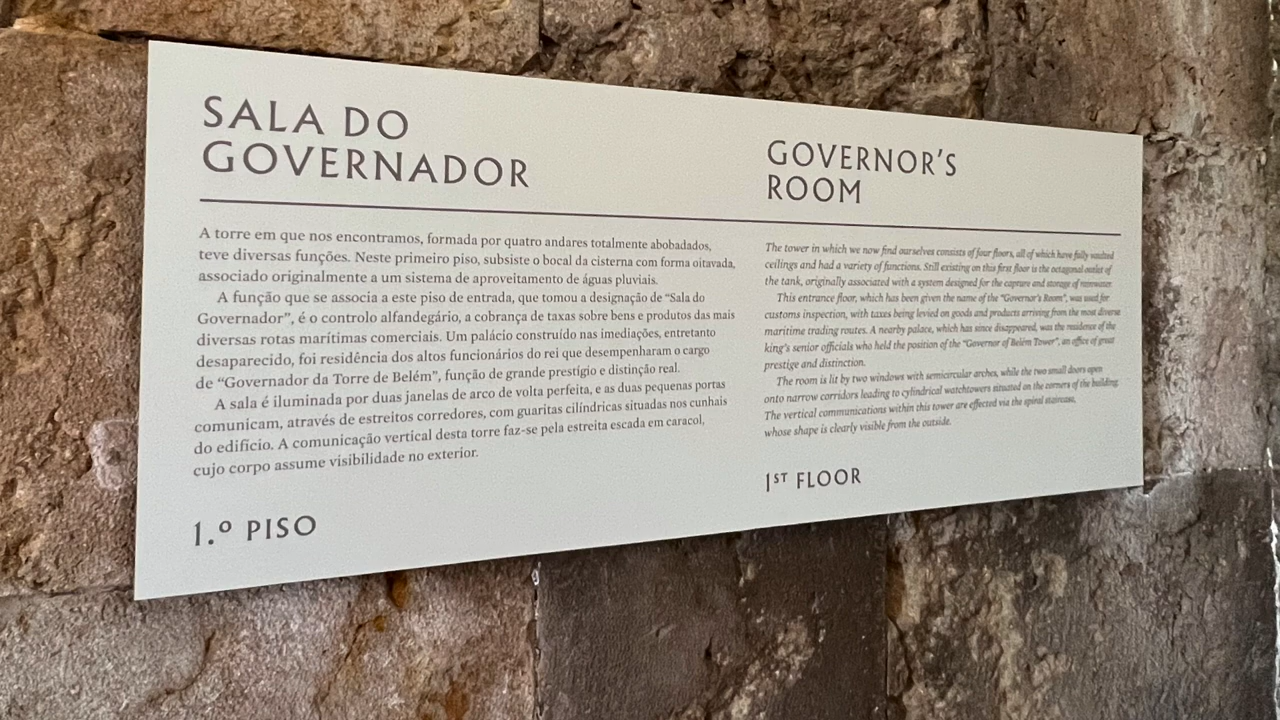 SALA DO
GOVERNADOR
A torre em que nos encontramos, formada por quatro andares totalmente abobadados,
teve diversas funções. Neste primeiro piso, subsiste o bocal da cisterna com forma oitavada,
associado originalmente a um sistema de aproveitamento de águas pluviais.
A função que se associa a este piso de entrada, que tomou a designação de “Sala do
Governador”, é o controlo alfandegário, a cobrança de taxas sobre bens e produtos das mais
diversas rotas marítimas comerciais. Um palácio construído nas imediações, entretanto
desaparecido, foi residência dos altos funcionários do rei que desempenharam o cargo
de “Governador da Torre de Belém”, função de grande prestígio e distinção real.
A sala é iluminada por duas janelas de arco de volta perfeita, e as duas pequenas portas
comunicam, através de estreitos corredores, com guaritas cilíndricas situadas nos cunhais
do edifício. A comunicação vertical desta torre faz-se pela estreita escada em caracol,
cujo corpo assume visibilidade no exterior.
1.º PISO
GOVERNOR’S
ROOM
The tower in which we now find ourselves consists of four floors, all of which have fully vaulted
ceilings and had a variety of functions. Still existing on this first floor is the octagonal outlet of
the tank, originally associated with a system designed for the capture and storage of rainwater.
This entrance floor, which has been given the name of the “Governor’s Room”, was used for
customs inspection, with taxes being levied on goods and products arriving from the most diverse
maritime trading routes. A nearby palace, which has since disappeared, was the residence of the
king’s senior officials who held the position of the “Governor of Belém Tower”, an office of great
prestige and distinction.
The room is lit by two windows with semicircular arches, while the two small doors open
onto narrow corridors leading to cylindrical watchtowers situated on the corners of the building.
The vertical communications within this tower are effected via the spiral staircase,
whose shape is clearly visible from the outside.
1ST FLOOR